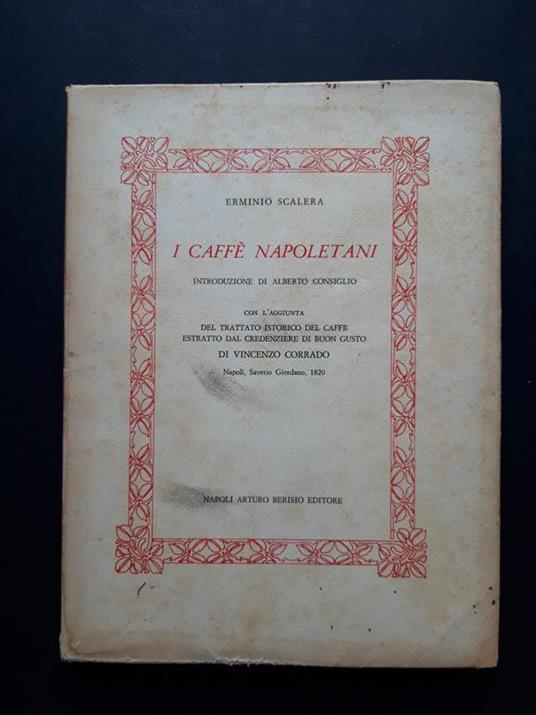 ERMINIO SCALERA
I CAFFÈ NAPOLETANI
INTRODUZIONE DI ALBERTO CONSIGLIO
CON L'AGGIUNTA
DEL TRATTATO ISTORICO DEL CAFFE
ESTRATTO DAL CREDENZIERE DI BUON GUSTO
DI VINCENZO CORRADO
Napoli, Saverio Giordano, 1820
NAPOLI ARTURO BERISIO EDITORE